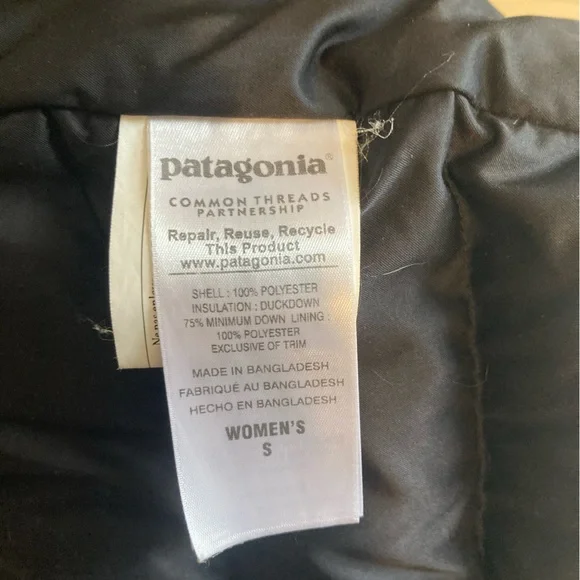 patagonia®
COMMON THREADS
PARTNERSHIP
Repair, Reuse, Recycle
This Product
www.patagonia.com
SHELL : 100% POLYESTER
INSULATION : DUCKDOWN
75% MINIMUM DOWN LINING :
100% POLYESTER
EXCLUSIVE OF TRIM
MADE IN BANGLADESH
FABRIQUÉ AU BANGLADESH
HECHO EN BANGLADESH
WOMEN'S
S